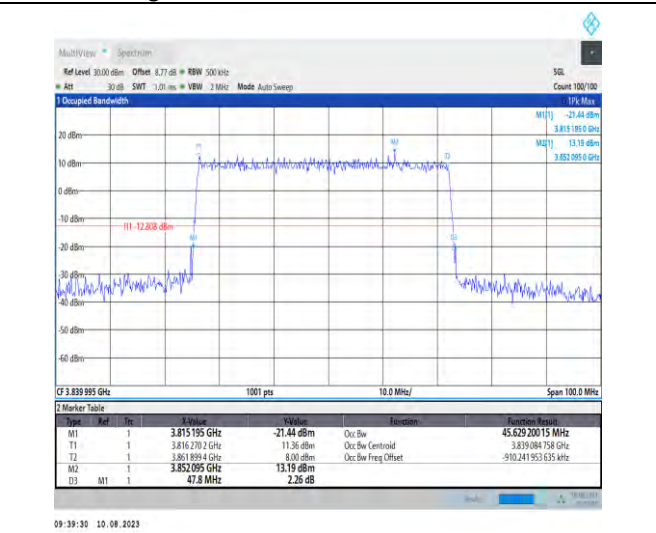 MultiView Spectrum
Ref Level 30.00 dBm Offset 8.77 dB RBW 500 kHz SGL
Att 30 dB SWT 1.01 ms VBW 2 MHz Mode Auto Sweep Count 100/100
1 Occupied Bandwidth 1Pk Max
M1[1] -21.44 dBm
3.815 195 0 GHz
M2[1] 13.19 dBm
3.852 095 0 GHz
20 dBm
M2
10 dBm
0 dBm
-10 dBm
H1 -12.808 dBm
M1
D3
-20 dBm
-30 dBm
-40 dBm
-50 dBm
-60 dBm
CF 3.839 995 GHz 1001 pts 10.0 MHz/ Span 100.0 MHz
2 Marker Table
Type Ref Trc X-Value Y-Value Function Function Result
M1 1 3.815 195 GHz -21.44 dBm Occ Bw 45.629 200 15 MHz
T1 1 3.816 270 2 GHz 11.36 dBm Occ Bw Centroid 3.839 084 758 GHz
T2 1 3.861 899 4 GHz 8.00 dBm Occ Bw Freq Offset -910.241 953 635 kHz
M2 1 3.852 095 GHz 13.19 dBm
D3 M1 1 47.8 MHz 2.26 dB
09:39:30 10.08.2023